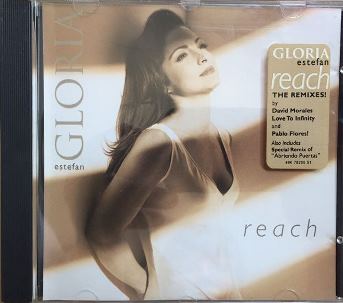 GLORIA
estefan
GLORIA
estefan
reach
THE REMIXES!
by
David Morales
Love To Infinity
and
Pablo Flores!
Also Includes
Special Remix of
"Abriendo Puertas"
reach